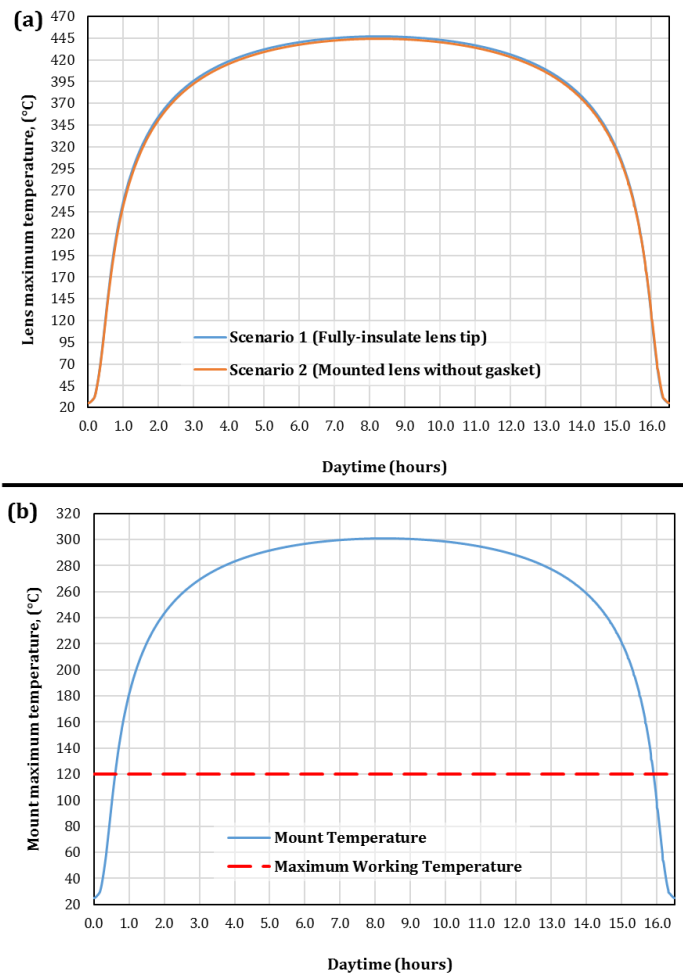 (a)
Lens maximum temperature, (°C)
470
445
420
395
370
345
320
295
270
245
220
195
170
145
120
95
70
45
20
Scenario 1 (Fully-insulate lens tip)
Scenario 2 (Mounted lens without gasket)
0.0 1.0 2.0 3.0 4.0 5.0 6.0 7.0 8.0 9.0 10.0 11.0 12.0 13.0 14.0 15.0 16.0
Daytime (hours)
(b)
Mount maximum temperature, (°C)
320
300
280
260
240
220
200
180
160
140
120
100
80
60
40
20
Mount Temperature
Maximum Working Temperature
0.0 1.0 2.0 3.0 4.0 5.0 6.0 7.0 8.0 9.0 10.0 11.0 12.0 13.0 14.0 15.0 16.0
Daytime (hours)